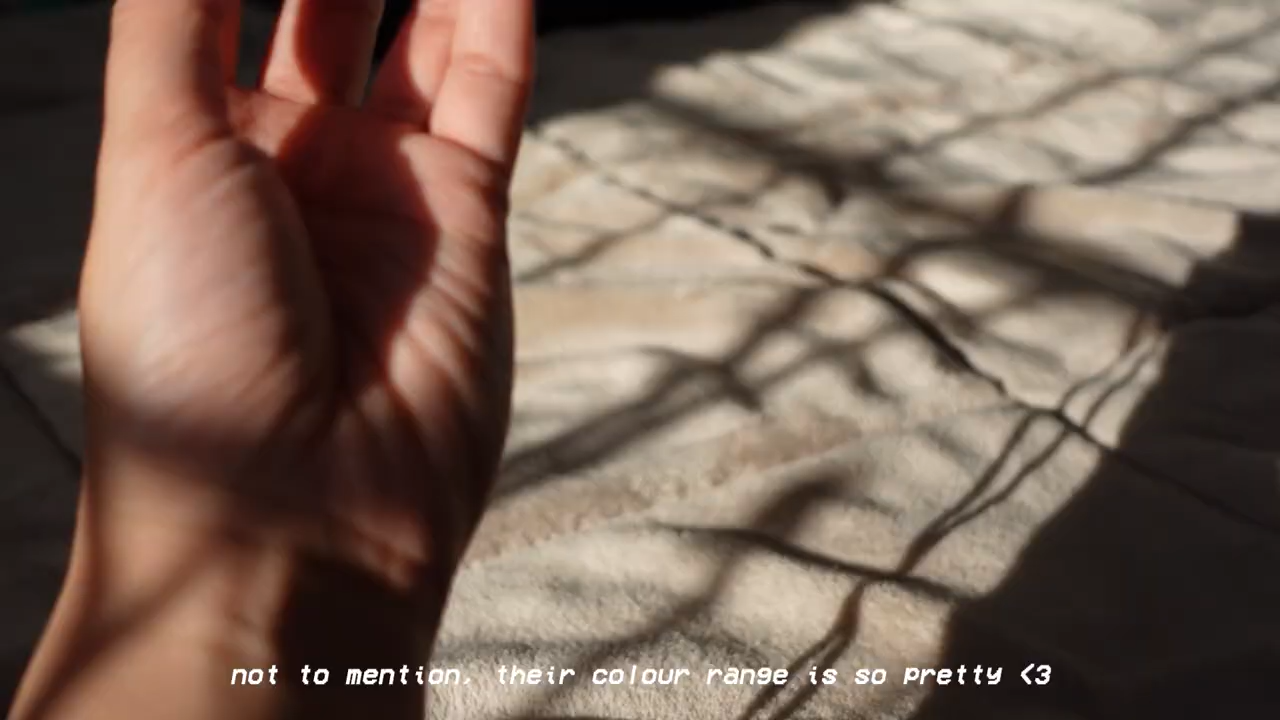 not to mention, their colour range is so pretty <3